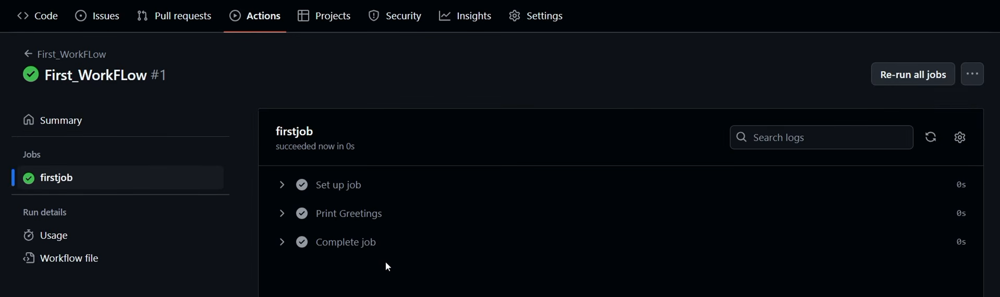 Code Issues Pull requests Actions Projects Security Insights Settings
First_WorkFLow
First_WorkFLow #1
Re-run all jobs
Summary
Jobs
firstjob
Run details
Usage
Workflow file
firstjob
succeeded now in 0s
Search logs
Set up job 0s
Print Greetings 0s
Complete job 0s